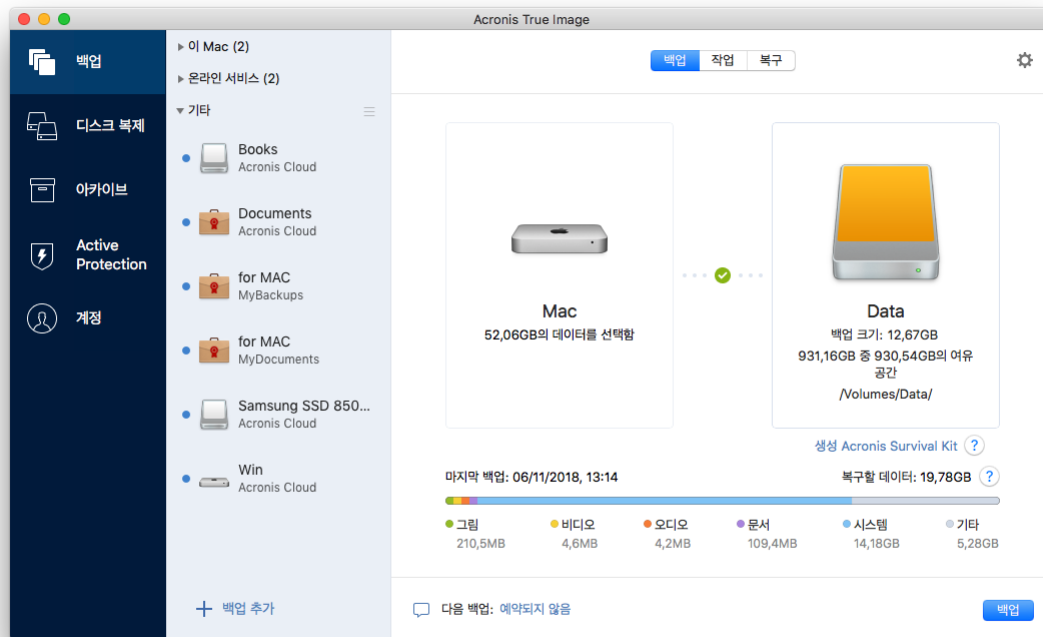 Acronis True Image
백업
디스크 복제
아카이브
Active
Protection
계정
이 Mac (2)
온라인 서비스 (2)
기타
Books
Acronis Cloud
Documents
Acronis Cloud
for MAC
MyBackups
for MAC
MyDocuments
Samsung SSD 850...
Acronis Cloud
Win
Acronis Cloud
백업 추가
백업 작업 복구
Mac
52,06GB의 데이터를 선택함
Data
백업 크기: 12,67GB
931,16GB 중 930,54GB의 여유
공간
/Volumes/Data/
생성 Acronis Survival Kit ?
마지막 백업: 06/11/2018, 13:14
복구할 데이터: 19,78GB ?
그림 비디오 오디오 문서 시스템 기타
210,5MB 4,6MB 4,2MB 109,4MB 14,18GB 5,28GB
다음 백업: 예약되지 않음
백업